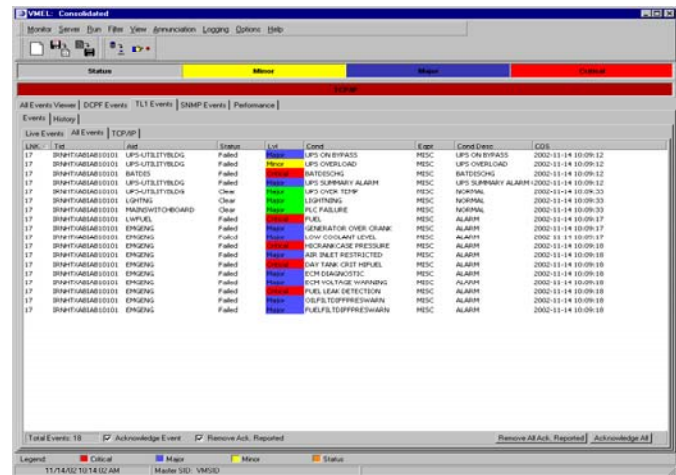 VMEL: Consolidated
Monitor Server Run Filter View Annunciation Logging Options Help
Status Minor Major Critical
TCP/IP
All Events Viewer DCPF Events TL1 Events SNMP Events Performance
Events History
Live Events All Events TCP/IP
LNK Tid Aid Status Lvl Cond Eqpt Cond Desc COS
17 IRNHTXABIAB10101 UPS-UTILITYBLDG Failed Major UPS ON BYPASS MISC UPS ON BYPASS 2002-11-14 10:09:12
17 IRNHTXABIAB10101 UPS-UTILITYBLDG Failed Minor UPS OVERLOAD MISC UPS OVERLOAD 2002-11-14 10:09:12
17 IRNHTXABIAB10101 BATDIS Failed Critical BATDESCHG MISC BATDESCHG 2002-11-14 10:09:12
17 IRNHTXABIAB10101 UPS-UTILITYBLDG Failed Major UPS SUMMARY ALARM MISC UPS SUMMARY ALARM 2002-11-14 10:09:12
17 IRNHTXABIAB10101 UPS-UTILITYBLDG Clear Major UPS OVER TEMP MISC NORMAL 2002-11-14 10:09:33
17 IRNHTXABIAB10101 LGHTNG Clear Major LIGHTNING MISC NORMAL 2002-11-14 10:09:33
17 IRNHTXABIAB10101 MAINSWITCHBOARD Clear Major PLC FAILURE MISC NORMAL 2002-11-14 10:09:33
17 IRNHTXABIAB10101 LWFUEL Failed Critical FUEL MISC ALARM 2002-11-14 10:09:17
17 IRNHTXABIAB10101 EMGENG Failed Major GENERATOR OVER CRANK MISC ALARM 2002-11-14 10:09:17
17 IRNHTXABIAB10101 EMGENG Failed Major LOW COOLANT LEVEL MISC ALARM 2002-11-14 10:09:17
17 IRNHTXABIAB10101 EMGENG Failed Critical HICRANKCASE PRESSURE MISC ALARM 2002-11-14 10:09:18
17 IRNHTXABIAB10101 EMGENG Failed Major AIR INLET RESTRICTED MISC ALARM 2002-11-14 10:09:18
17 IRNHTXABIAB10101 EMGENG Failed Critical DAY TANK CRIT HIFUEL MISC ALARM 2002-11-14 10:09:18
17 IRNHTXABIAB10101 EMGENG Failed Major ECM DIAGNOSTIC MISC ALARM 2002-11-14 10:09:18
17 IRNHTXABIAB10101 EMGENG Failed Major ECM VOLTAGE WARNING MISC ALARM 2002-11-14 10:09:18
17 IRNHTXABIAB10101 EMGENG Failed Critical FUEL LEAK DETECTION MISC ALARM 2002-11-14 10:09:18
17 IRNHTXABIAB10101 EMGENG Failed Major OILFILTDIFFPRESWARN MISC ALARM 2002-11-14 10:09:18
17 IRNHTXABIAB10101 EMGENG Failed Major FUELFILTDIFFPRESWARN MISC ALARM 2002-11-14 10:09:18
Total Events: 18 Acknowledge Event Remove Ack. Reported Remove All Ack. Reported Acknowledge All
Legend: Critical Major Minor Status
11/14/02 10:14:02 AM Master SID: VMSID